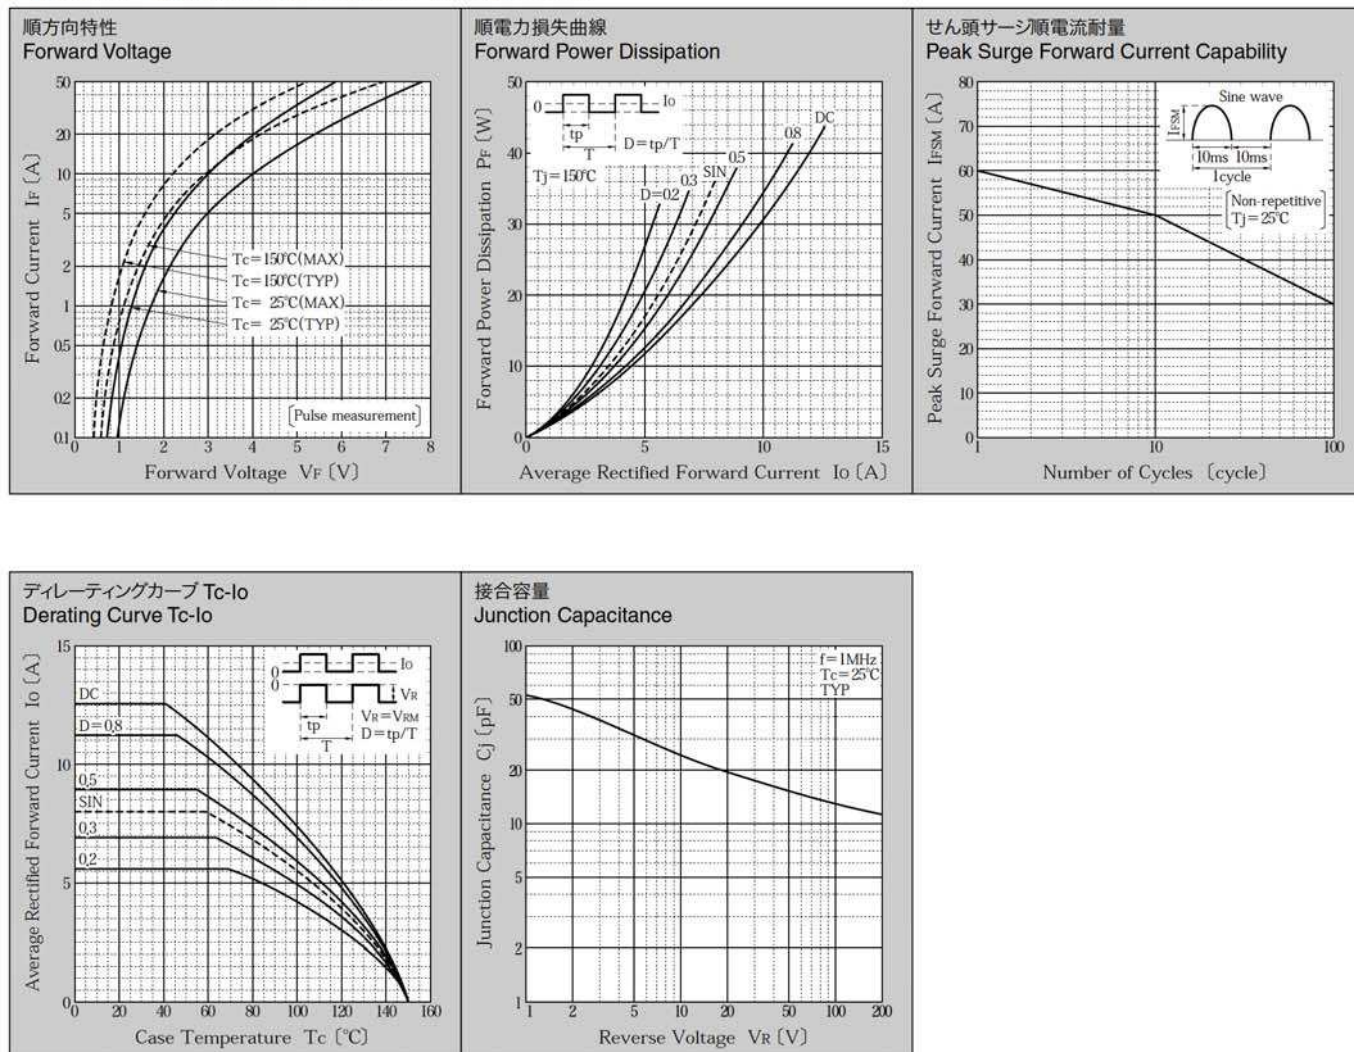 順方向特性
Forward Voltage
Forward Current IF〔A〕
50
20
10
5
2
1
0.5
0.2
0.1
Tc=150℃(MAX)
Tc=150℃(TYP)
Tc= 25℃(MAX)
Tc= 25℃(TYP)
〔Pulse measurement〕
0 1 2 3 4 5 6 7 8
Forward Voltage VF〔V〕
順電力損失曲線
Forward Power Dissipation
Forward Power Dissipation PF〔W〕
50
40
30
20
10
0
0 Io
tp
T
D=tp/T
Tj=150℃
D=0.2
0.3
SIN
0.5
0.8
DC
0 5 10 15
Average Rectified Forward Current Io〔A〕
せん頭サージ順電流耐量
Peak Surge Forward Current Capability
Peak Surge Forward Current IFSM〔A〕
80
70
60
50
40
30
20
10
0
Sine wave
IFSM
10ms 10ms
1cycle
Non-repetitive
Tj=25℃
1 10 100
Number of Cycles〔cycle〕
ディレーティングカーブ Tc-Io
Derating Curve Tc-Io
Average Rectified Forward Current Io〔A〕
15
10
5
0
0 Io
0
VR
tp
VR=VRM
T
D=tp/T
DC
D=0.8
0.5
SIN
0.3
0.2
0 20 40 60 80 100 120 140 160
Case Temperature Tc〔℃〕
接合容量
Junction Capacitance
Junction Capacitance Cj〔pF〕
100
50
20
10
5
2
1
f=1MHz
Tc=25℃
TYP
1 2 5 10 20 50 100 200
Reverse Voltage VR〔V〕